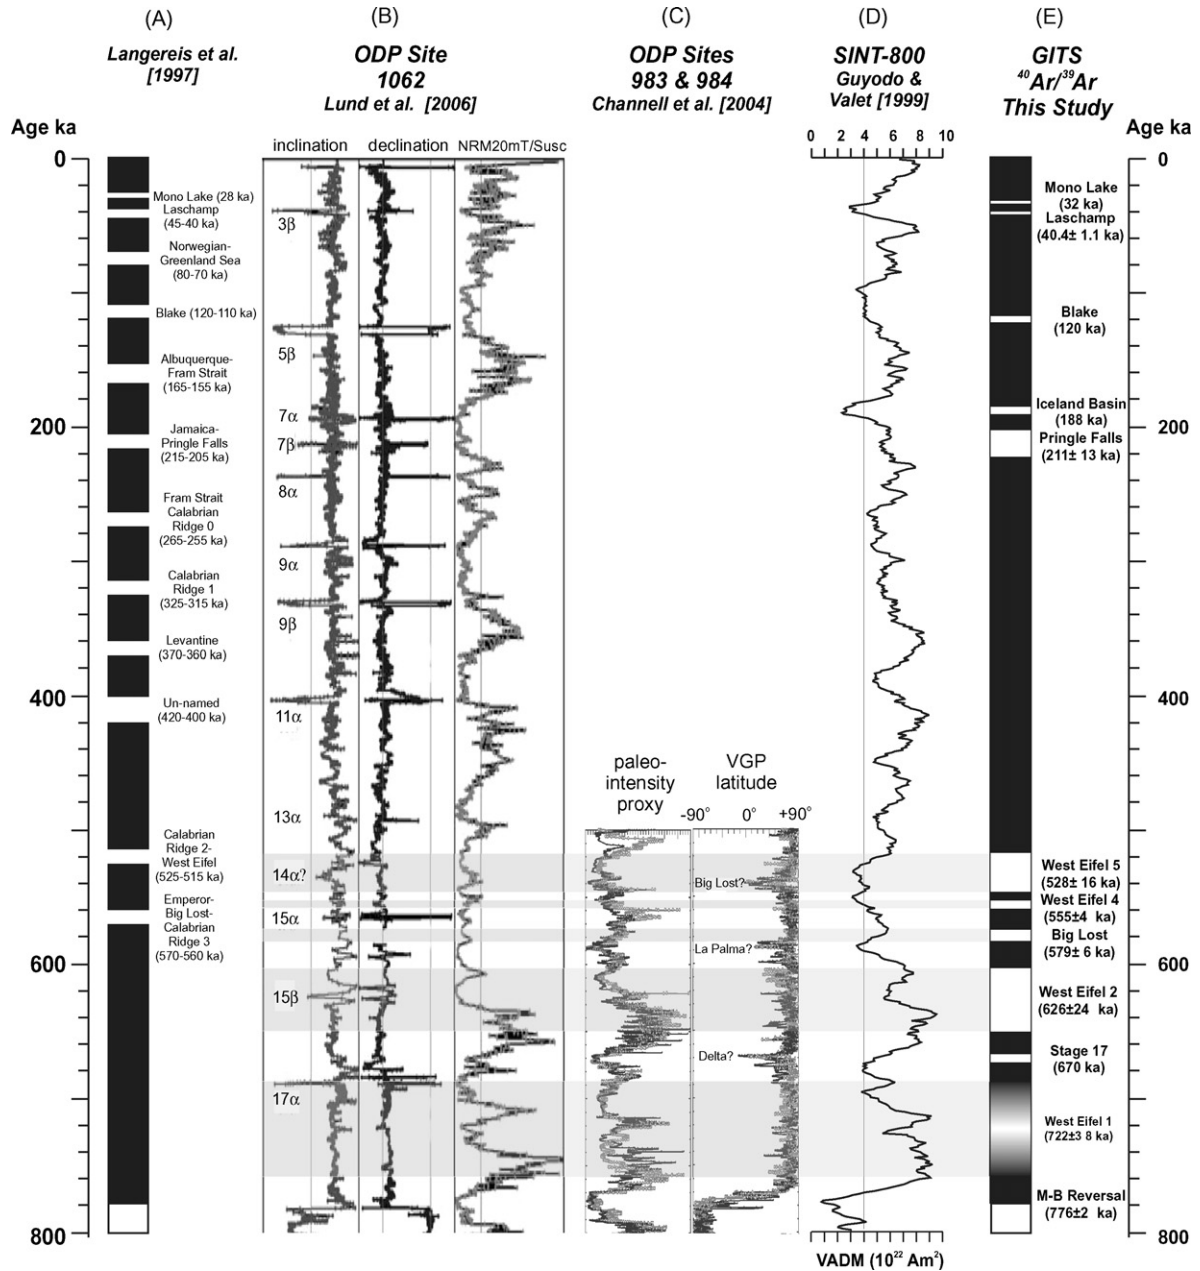 (A)
(B)
(C)
(D)
(E)
Langereis et al.
[1997]
ODP Site
1062
Lund et al. [2006]
ODP Sites
983 & 984
Channell et al. [2004]
SINT-800
Guyodo &
Valet [1999]
GITS
40Ar/39Ar
This Study
Age ka
Age ka
0 2 4 6 8 10
inclination
declination
NRM20mT/Susc
0
200
400
600
800
Mono Lake (28 ka)
Laschamp
(45-40 ka)
Norwegian-
Greenland Sea
(80-70 ka)
Blake (120-110 ka)
Albuquerque-
Fram Strait
(165-155 ka)
Jamaica-
Pringle Falls
(215-205 ka)
Fram Strait
Calabrian
Ridge 0
(265-255 ka)
Calabrian
Ridge 1
(325-315 ka)
Levantine
(370-360 ka)
Un-named
(420-400 ka)
Calabrian
Ridge 2-
West Eifel
(525-515 ka)
Emperor-
Big Lost-
Calabrian
Ridge 3
(570-560 ka)
3β
5β
7α
7β
8α
9α
9β
11α
13α
14α?
15α
15β
17α
paleo-
intensity
proxy
VGP
latitude
-90° 0° +90°
Big Lost?
La Palma?
Delta?
VADM (10²² Am²)
Mono Lake
(32 ka)
Laschamp
(40.4± 1.1 ka)
Blake
(120 ka)
Iceland Basin
(188 ka)
Pringle Falls
(211± 13 ka)
West Eifel 5
(528± 16 ka)
West Eifel 4
(555±4 ka)
Big Lost
(579± 6 ka)
West Eifel 2
(626±24 ka)
Stage 17
(670 ka)
West Eifel 1
(722±3 8 ka)
M-B Reversal
(776±2 ka)
0
200
400
600
800